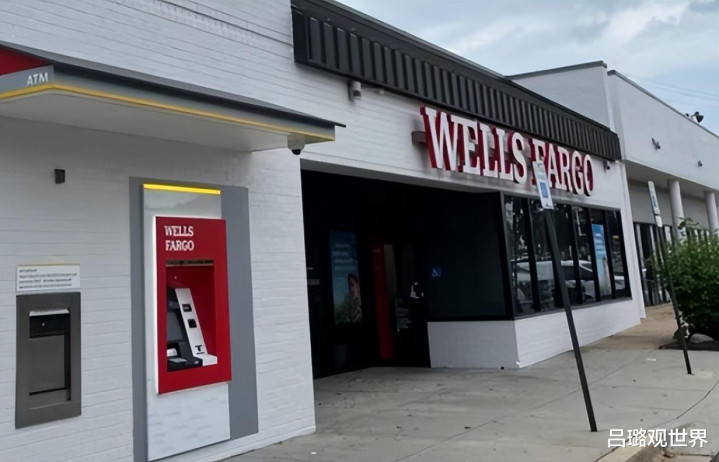 ATM
WELLS FARGO
WELLS
FARGO
吕璐观世界